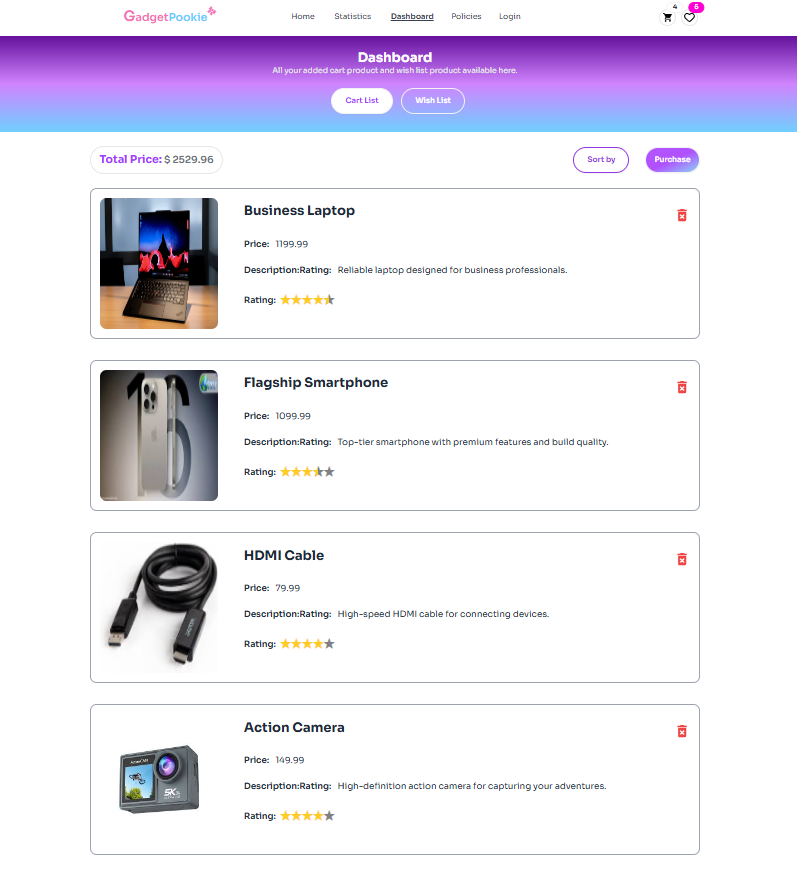 GadgetPookie
Home Statistics Dashboard Policies Login
4 6
Dashboard
All your added cart product and wish list product available here.
Cart List Wish List
Total Price: $ 2529.96 Sort by Purchase
Business Laptop
Price: 1199.99
Description:Rating: Reliable laptop designed for business professionals.
Rating:
Flagship Smartphone
Price: 1099.99
Description:Rating: Top-tier smartphone with premium features and build quality.
Rating:
HDMI Cable
Price: 79.99
Description:Rating: High-speed HDMI cable for connecting devices.
Rating:
Action Camera
Price: 149.99
Description:Rating: High-definition action camera for capturing your adventures.
Rating:
5K